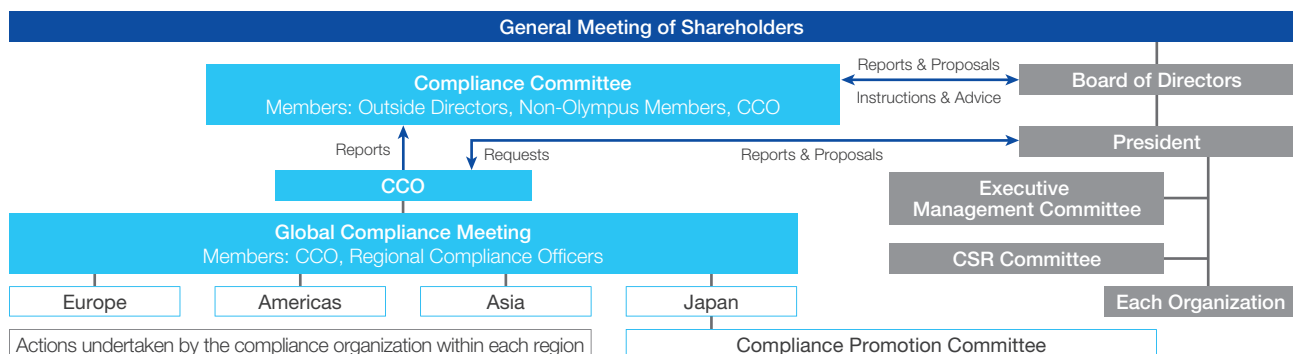 General Meeting of Shareholders
Compliance Committee
Members: Outside Directors, Non-Olympus Members, CCO
Reports & Proposals
Instructions & Advice
Board of Directors
Reports
Requests
Reports & Proposals
President
CCO
Executive
Management Committee
Global Compliance Meeting
Members: CCO, Regional Compliance Officers
CSR Committee
Europe
Americas
Asia
Japan
Each Organization
Actions undertaken by the compliance organization within each region
Compliance Promotion Committee